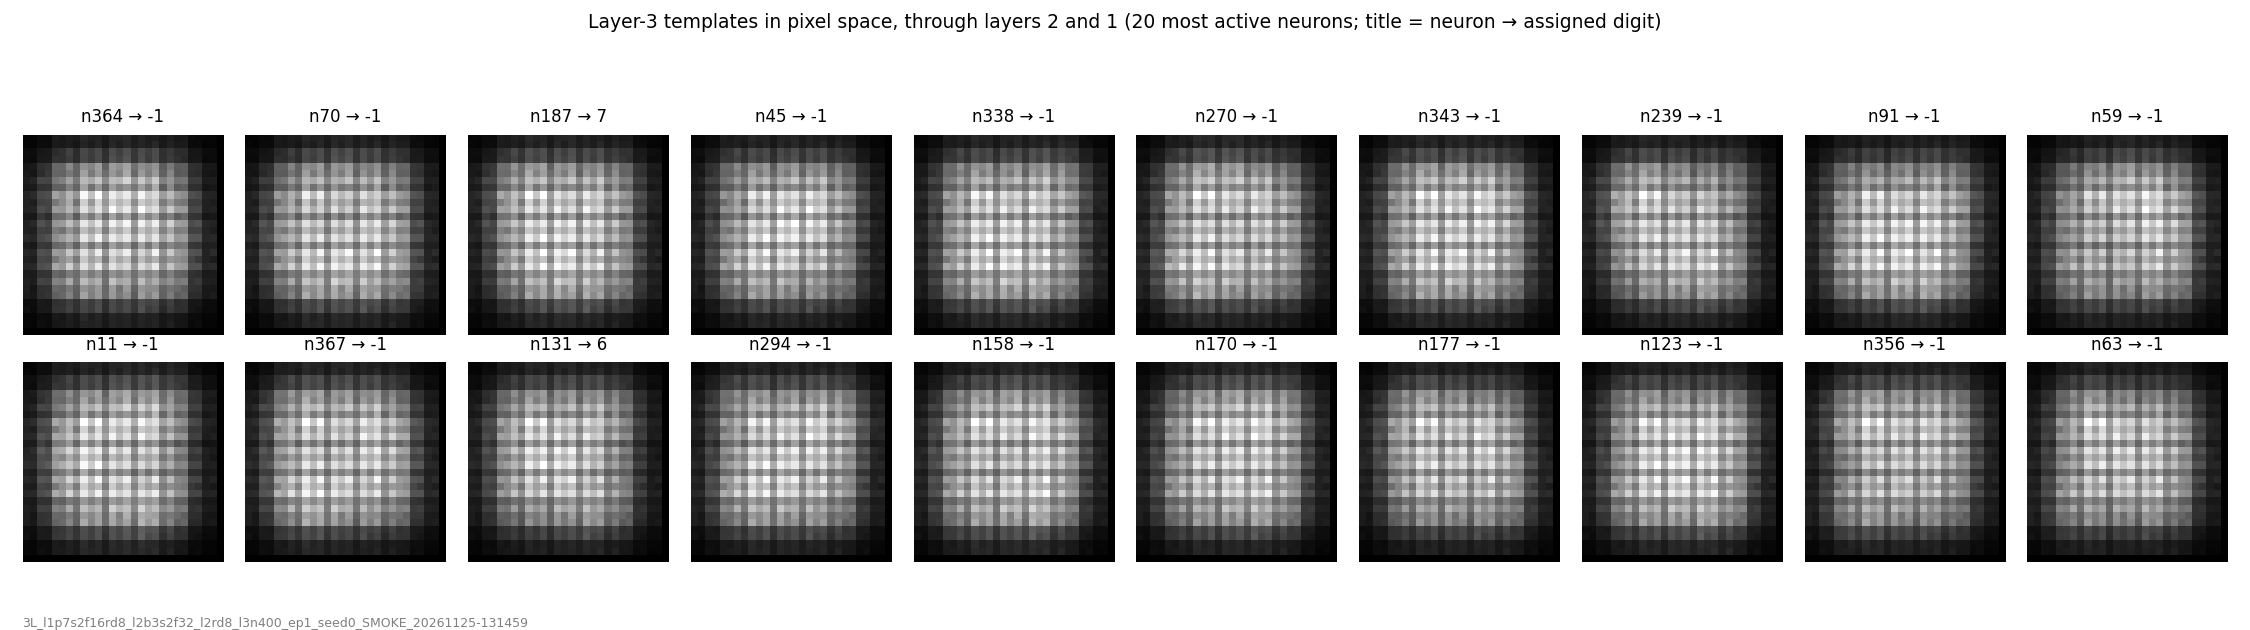 Layer-3 templates in pixel space, through layers 2 and 1 (20 most active neurons; title = neuron → assigned digit)
n364 → -1 n70 → -1 n187 → 7 n45 → -1 n338 → -1 n270 → -1 n343 → -1 n239 → -1 n91 → -1 n59 → -1
n11 → -1 n367 → -1 n131 → 6 n294 → -1 n158 → -1 n170 → -1 n177 → -1 n123 → -1 n356 → -1 n63 → -1
3L_l1p7s2f16rd8_l2b3s2f32_l2rd8_l3n400_ep1_seed0_SMOKE_20261125-131459